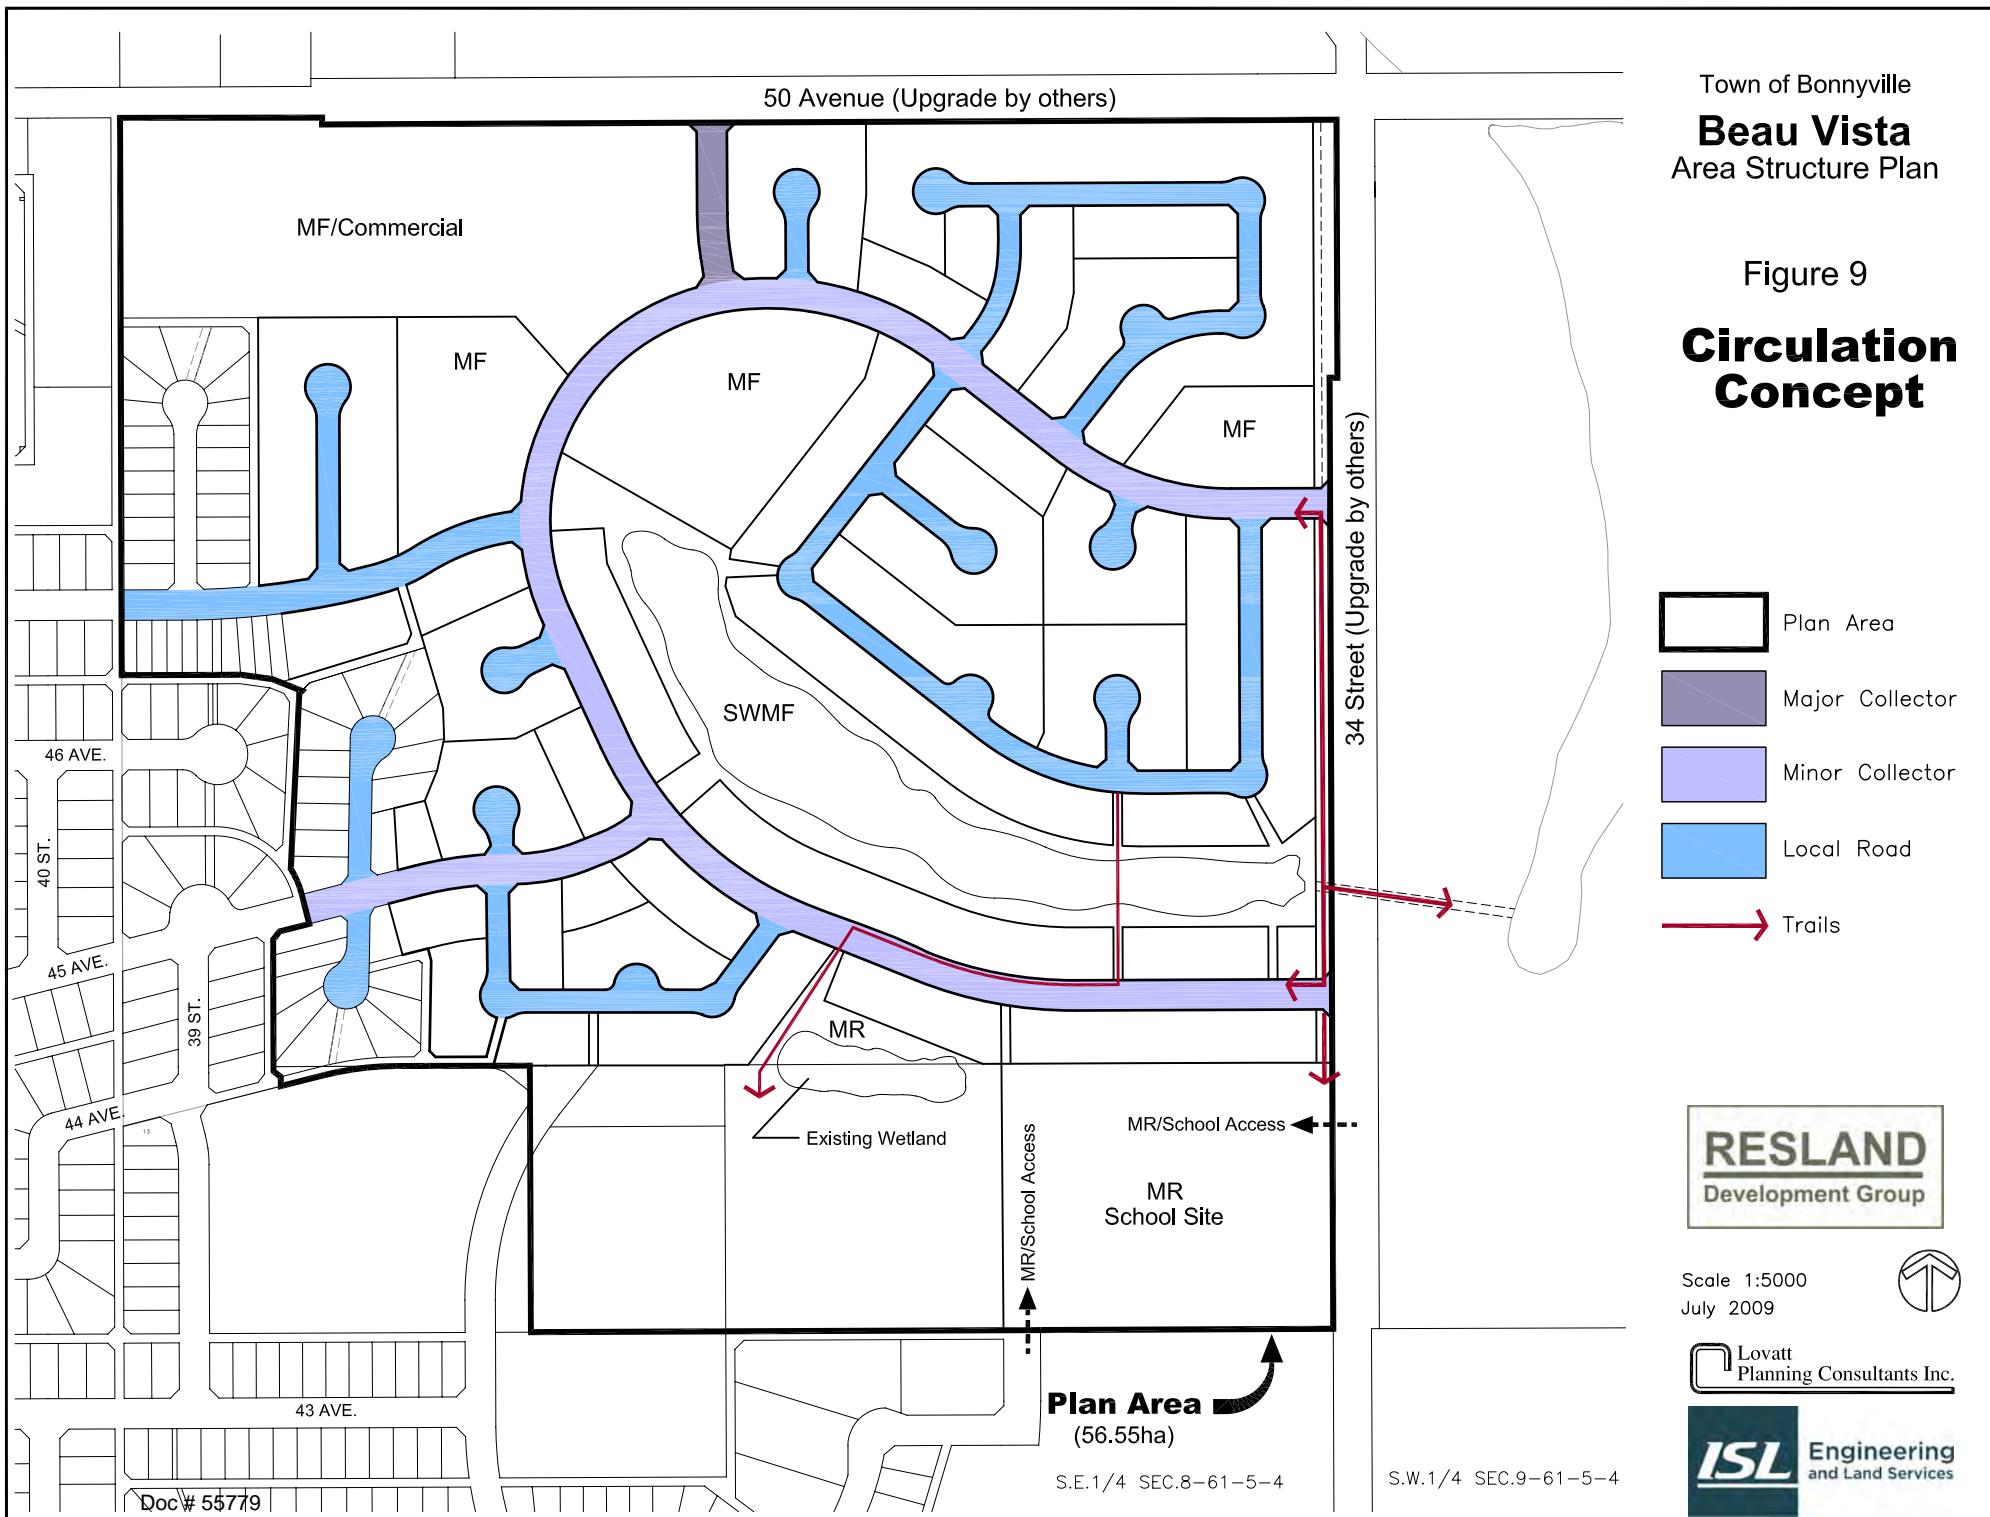 50 Avenue (Upgrade by others)
Town of Bonnyville
Beau Vista
Area Structure Plan
Figure 9
Circulation
Concept
MF/Commercial
MF
MF
MF
34 Street (Upgrade by others)
SWMF
Plan Area
Major Collector
Minor Collector
Local Road
Trails
46 AVE.
40 ST.
45 AVE.
39 ST.
44 AVE.
13
MR
Existing Wetland
MR/School Access
MR/School Access
MR
School Site
43 AVE.
Plan Area
(56.55ha)
S.E.1/4 SEC.8-61-5-4
S.W.1/4 SEC.9-61-5-4
Doc # 55779
RESLAND
Development Group
Scale 1:5000
July 2009
Lovatt
Planning Consultants Inc.
ISL Engineering
and Land Services